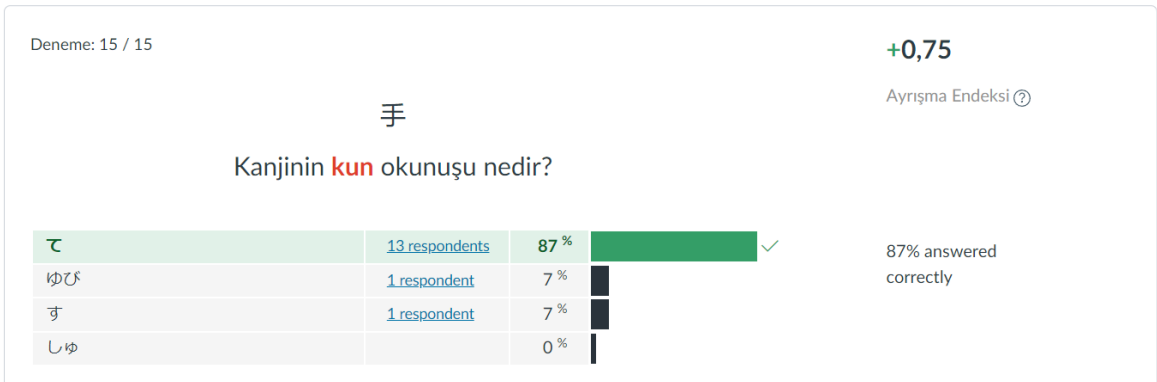 Deneme: 15 / 15
+0,75
Ayrışma Endeksi ?
手
Kanjinin kun okunuşu nedir?
て 13 respondents 87 %
ゆび 1 respondent 7 %
す 1 respondent 7 %
しゅ 0 %
87% answered
correctly